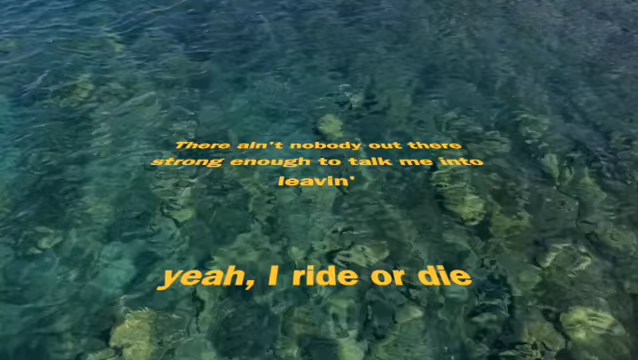 There ain't nobody out there
strong enough to talk me into
leavin'
yeah, I ride or die